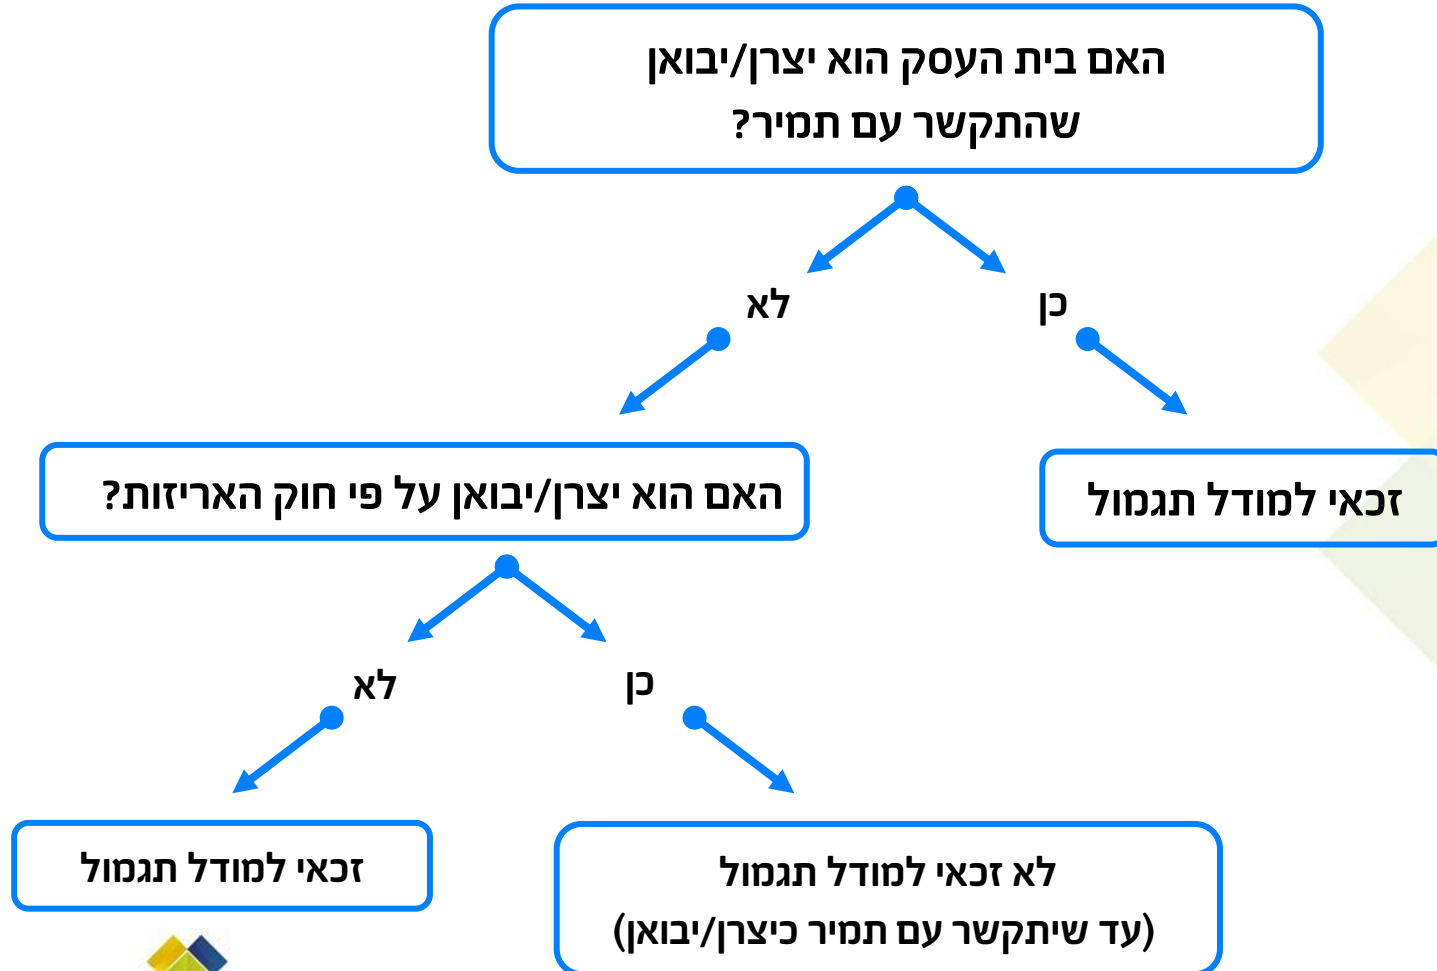 האם בית העסק הוא יצרן/יבואן
שהתקשר עם תמיר?
כן
לא
זכאי למודל תגמול
האם הוא יצרן/יבואן על פי חוק האריזות?
כן
לא
לא זכאי למודל תגמול
(עד שיתקשר עם תמיר כיצרן/יבואן)
זכאי למודל תגמול